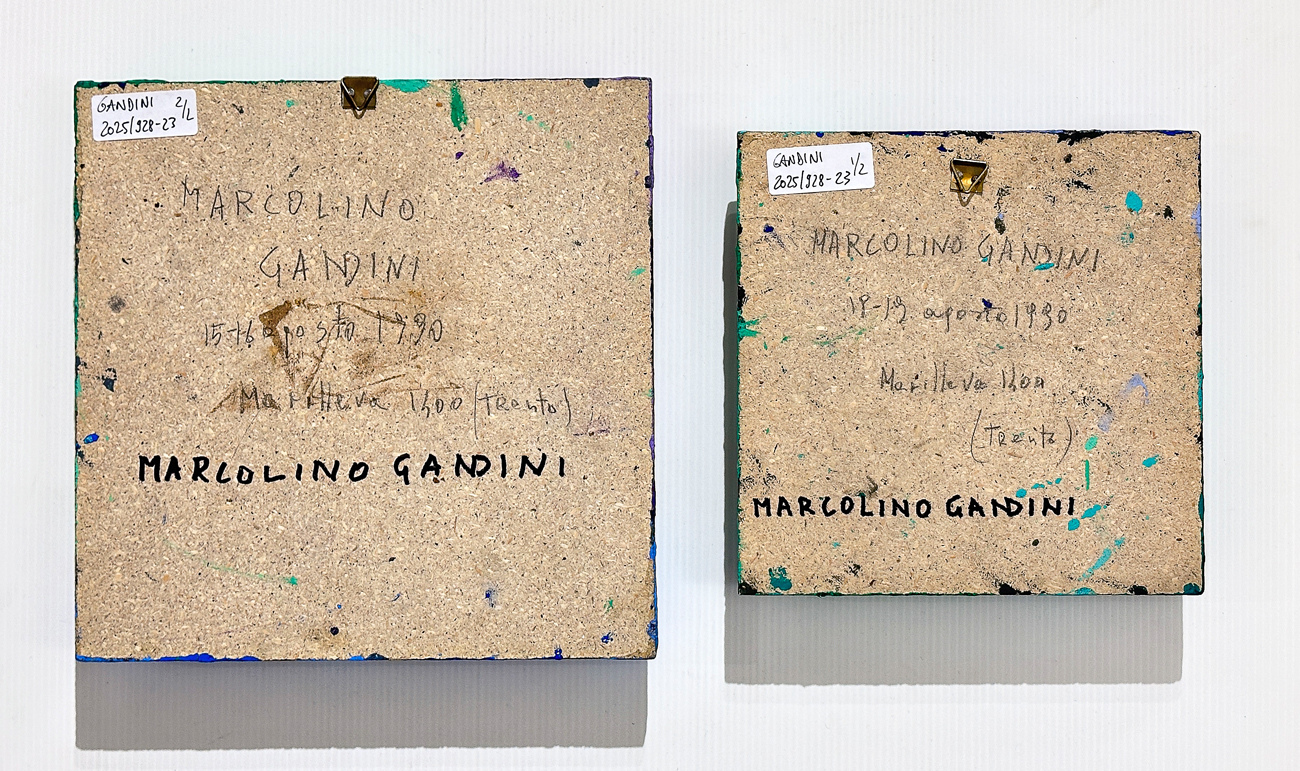 GANDINI 2/2
2025/928-23
MARCOLINO
GANDINI
15-16 agosto 1990
Marilleva 1400 (Trento)
MARCOLINO GANDINI
GANDINI 1/2
2025/928-23
MARCOLINO GANDINI
18-19 agosto 1990
Marilleva 1400
(Trento)
MARCOLINO GANDINI